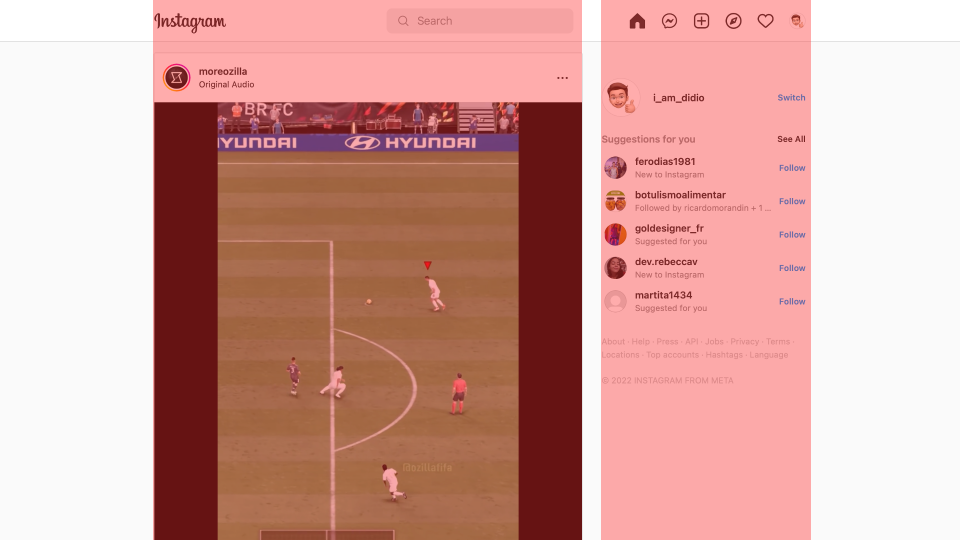 Instagram
Search
moreozilla
Original Audio
BR FC
HYUNDAI
HYUNDAI
i_am_didio
Switch
Suggestions for you
See All
ferodias1981
New to Instagram
Follow
botulismoalimentar
Followed by ricardomorandin + 1 ...
Follow
goldesigner_fr
Suggested for you
Follow
dev.rebeccav
New to Instagram
Follow
martita1434
Suggested for you
Follow
About · Help · Press · API · Jobs · Privacy · Terms ·
Locations · Top accounts · Hashtags · Language
© 2022 INSTAGRAM FROM META